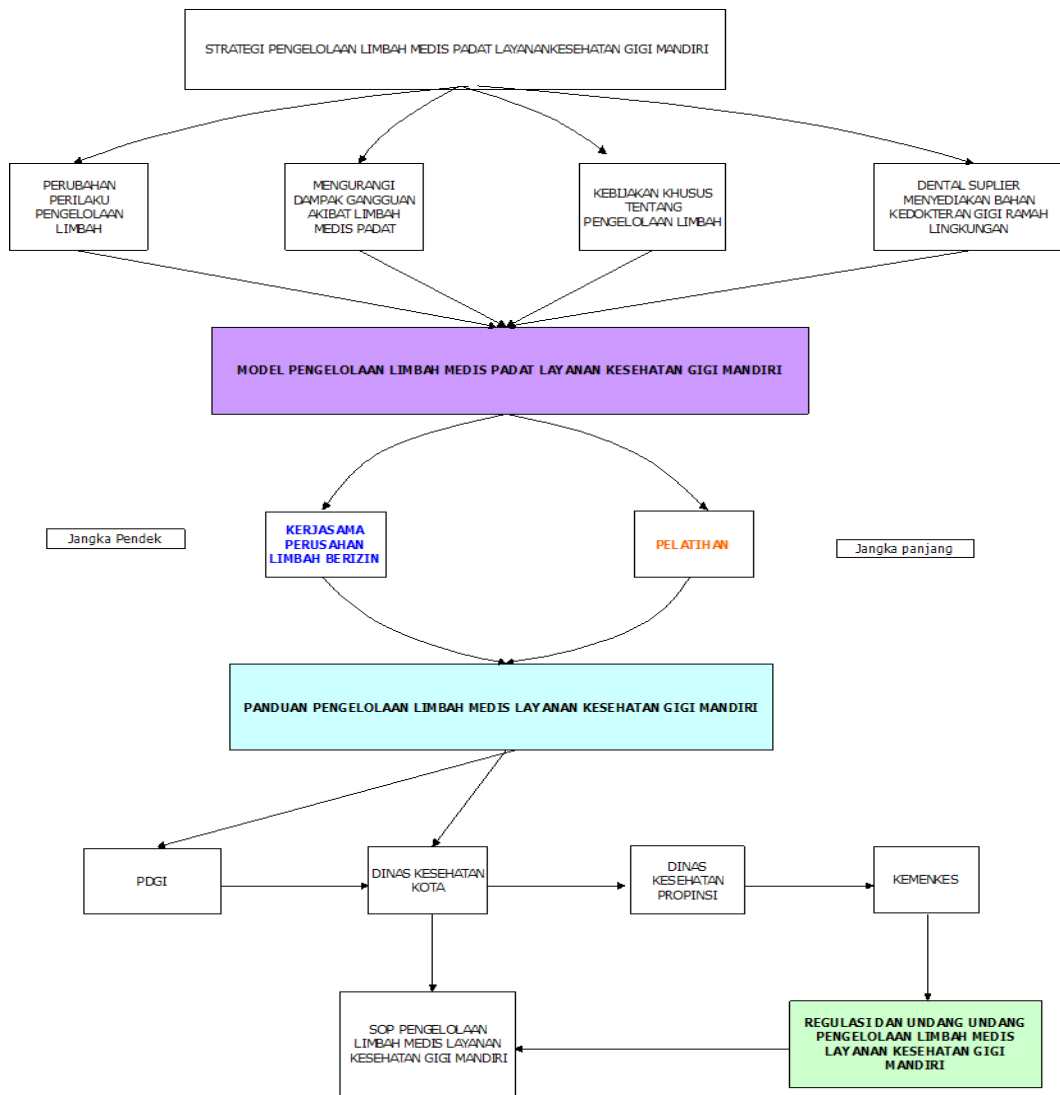 STRATEGI PENGELOLAAN LIMBAH MEDIS PADAT LAYANANKESEHATAN GIGI MANDIRI
PERUBAHAN
PERILAKU
PENGELOLAAN
LIMBAH
MENGURANGI
DAMPAK GANGGUAN
AKIBAT LIMBAH
MEDIS PADAT
KEBIJAKAN KHUSUS
TENTANG
PENGELOLAAN LIMBAH
DENTAL SUPLIER
MENYEDIAKAN BAHAN
KEDOKTERAN GIGI RAMAH
LINGKUNGAN
MODEL PENGELOLAAN LIMBAH MEDIS PADAT LAYANAN KESEHATAN GIGI MANDIRI
Jangka Pendek
KERJASAMA
PERUSAHAN
LIMBAH BERIZIN
PELATIHAN
Jangka panjang
PANDUAN PENGELOLAAN LIMBAH MEDIS LAYANAN KESEHATAN GIGI MANDIRI
PDGI
DINAS KESEHATAN
KOTA
DINAS
KESEHATAN
PROPINSI
KEMENKES
SOP PENGELOLAAN
LIMBAH MEDIS LAYANAN
KESEHATAN GIGI MANDIRI
REGULASI DAN UNDANG UNDANG
PENGELOLAAN LIMBAH MEDIS
LAYANAN KESEHATAN GIGI
MANDIRI